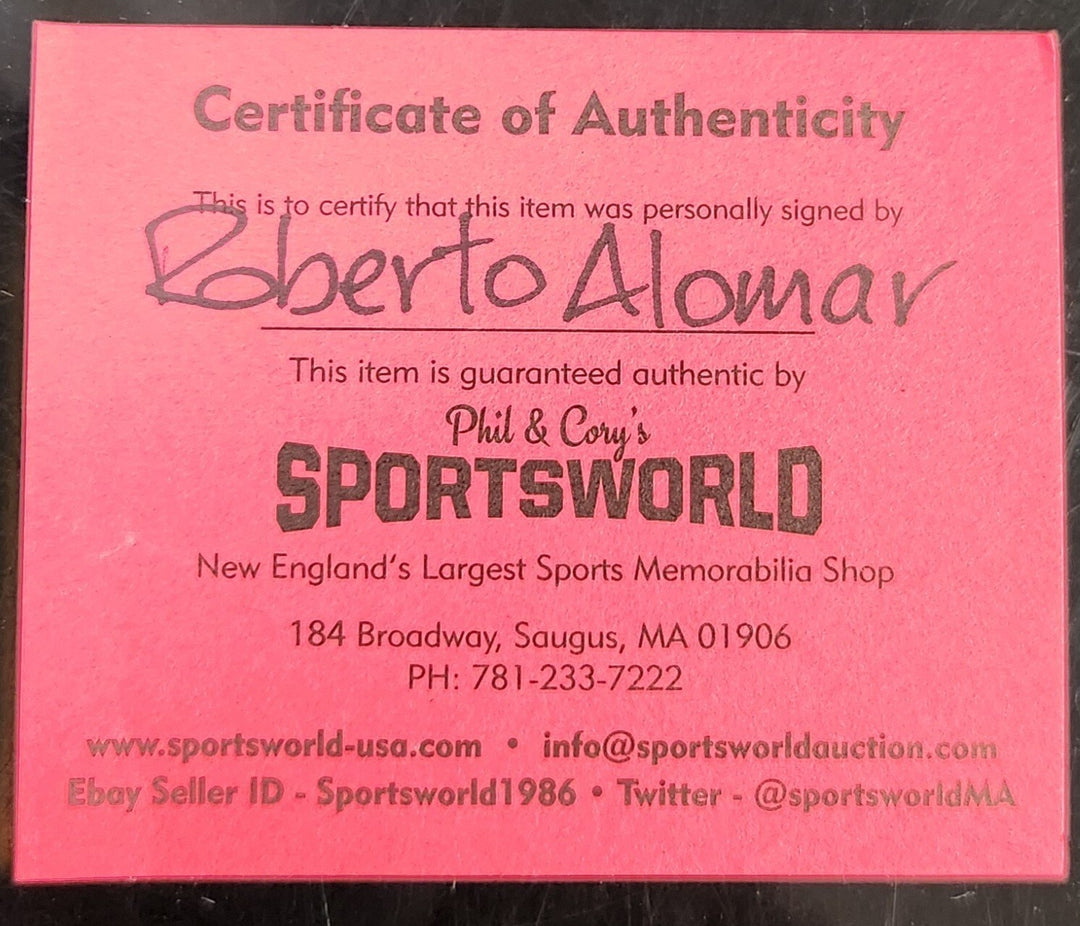 Certificate of Authenticity
This is to certify that this item was personally signed by
Roberto Alomar
This item is guaranteed authentic by
Phil & Cory's
SPORTSWORLD
New England's Largest Sports Memorabilia Shop
184 Broadway, Saugus, MA 01906
PH: 781-233-7222
www.sportsworld-usa.com • info@sportsworldauction.com
Ebay Seller ID - Sportsworld1986 • Twitter - @sportsworldMA